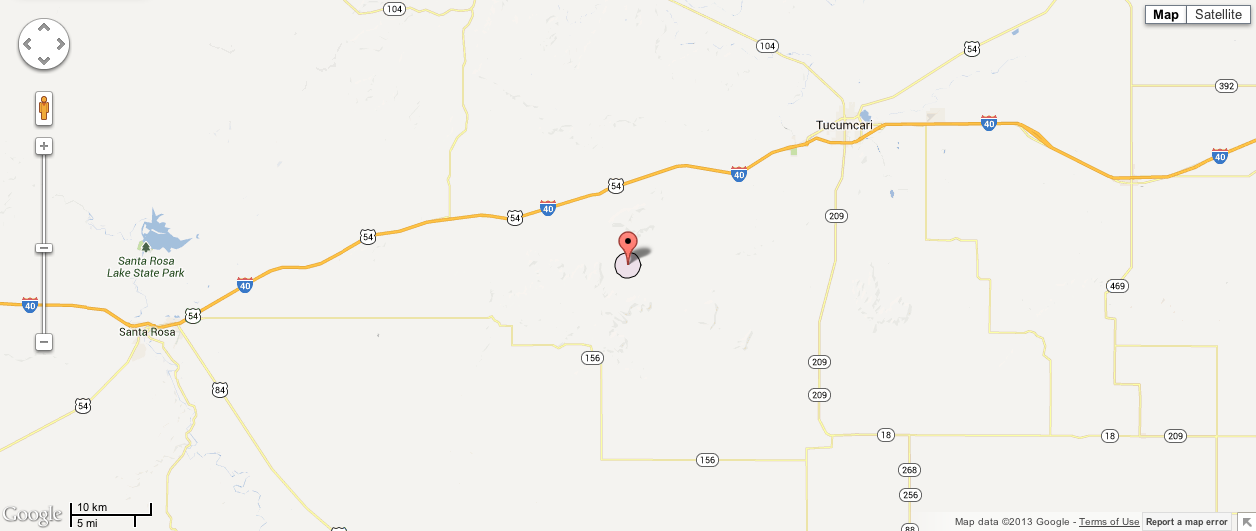 104
Map
Satellite
104
54
392
Tucumcari
40
40
40
54
209
40
54
54
Santa Rosa
Lake State Park
40
469
40
54
Santa Rosa
156
209
84
209
54
18
18
209
156
268
256
88
Google
10 km
5 mi
Map data ©2013 Google - Terms of Use
Report a map error